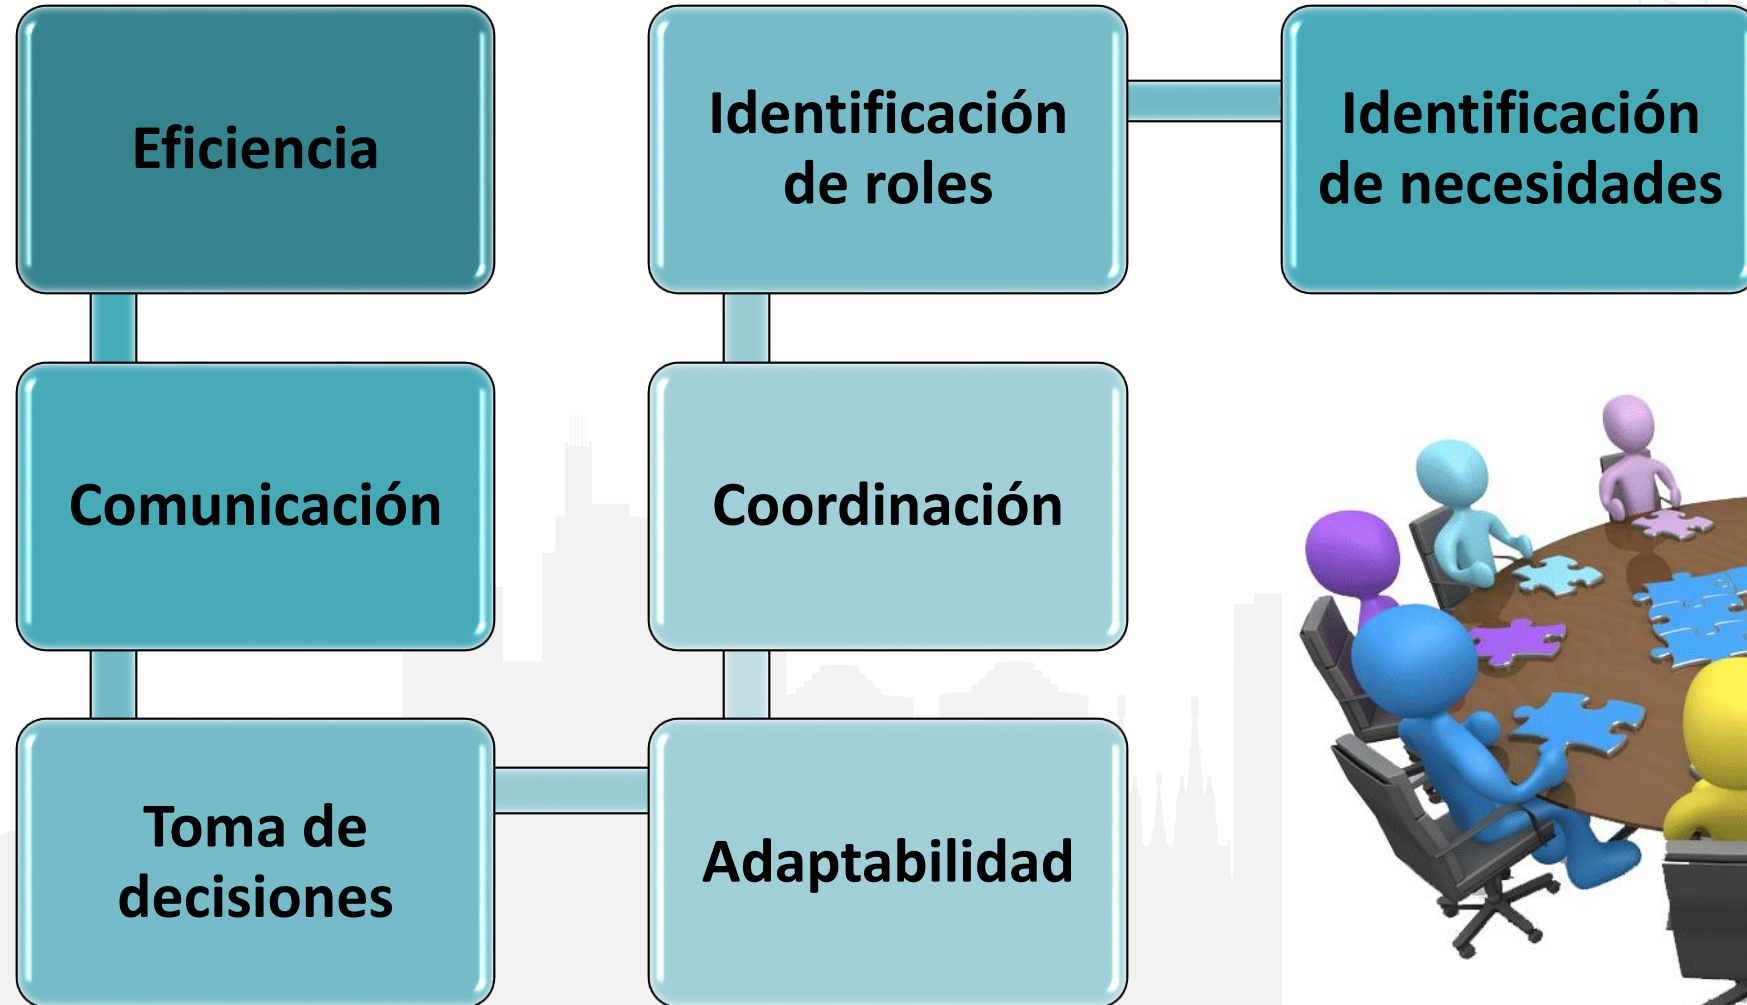 Eficiencia
Comunicación
Toma de
decisiones
Adaptabilidad
Coordinación
Identificación
de roles
Identificación
de necesidades